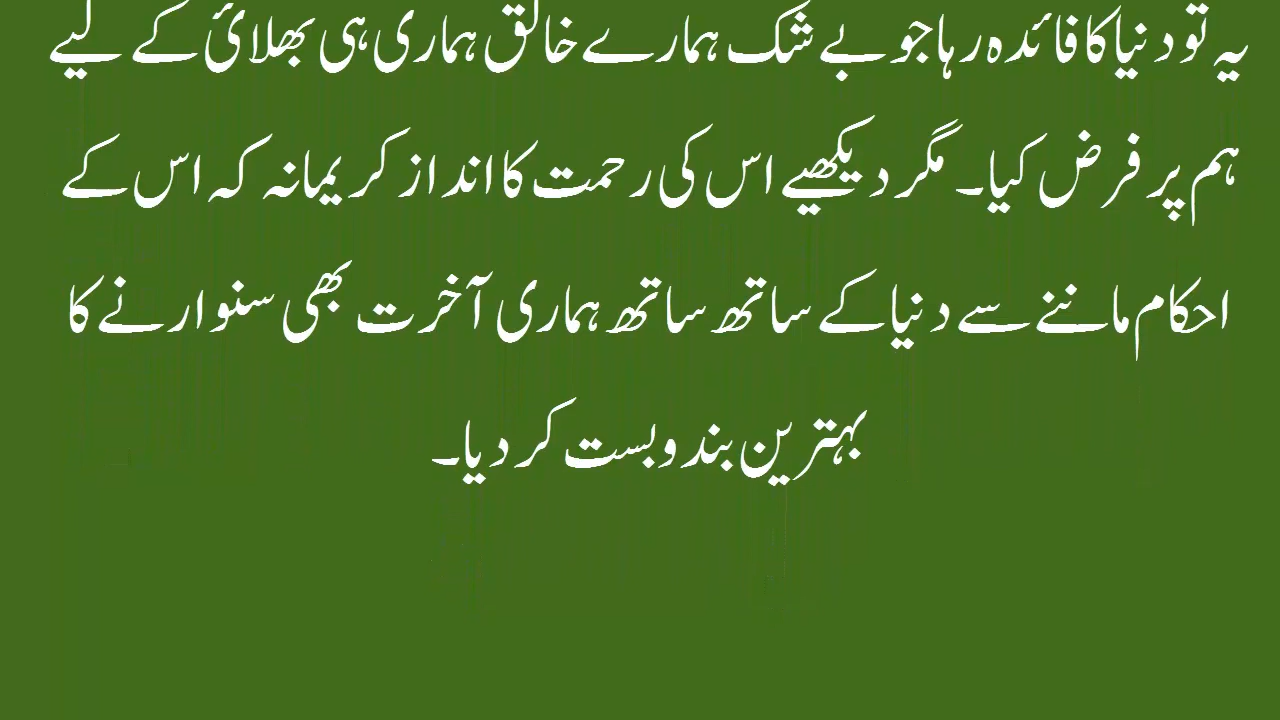 یہ تو دنیا کا فائدہ رہا جو بے شک ہمارے خالق ہماری ہی بھلائ کے لیے
ہم پر فرض کیا۔ مگر دیکھیے اس کی رحمت کا انداز کریمانہ کہ اس کے
احکام ماننے سے دنیا کے ساتھ ساتھ ہماری آخرت بھی سنوارنے کا
بہترین بندوبست کر دیا۔